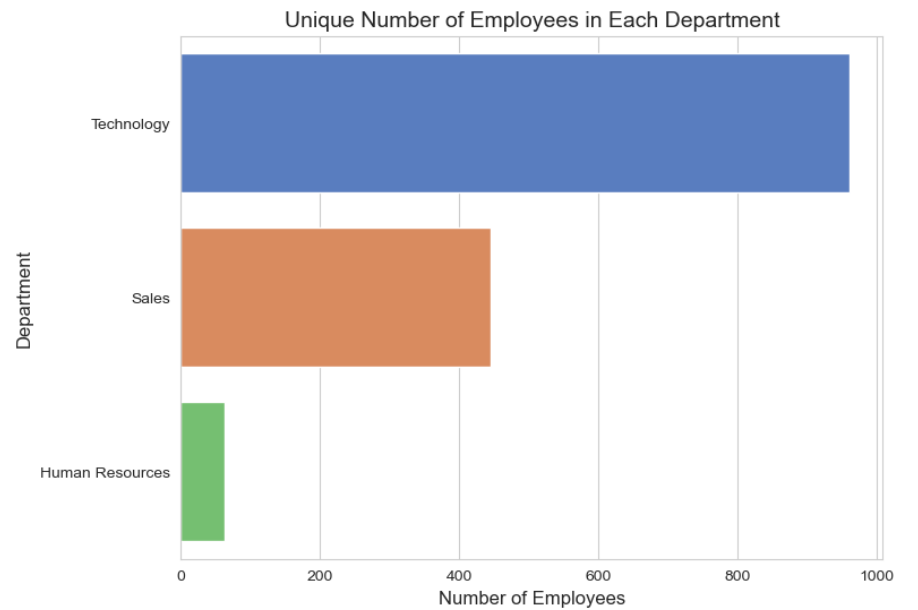 Unique Number of Employees in Each Department
Technology
Sales
Human Resources
Department
0 200 400 600 800 1000
Number of Employees